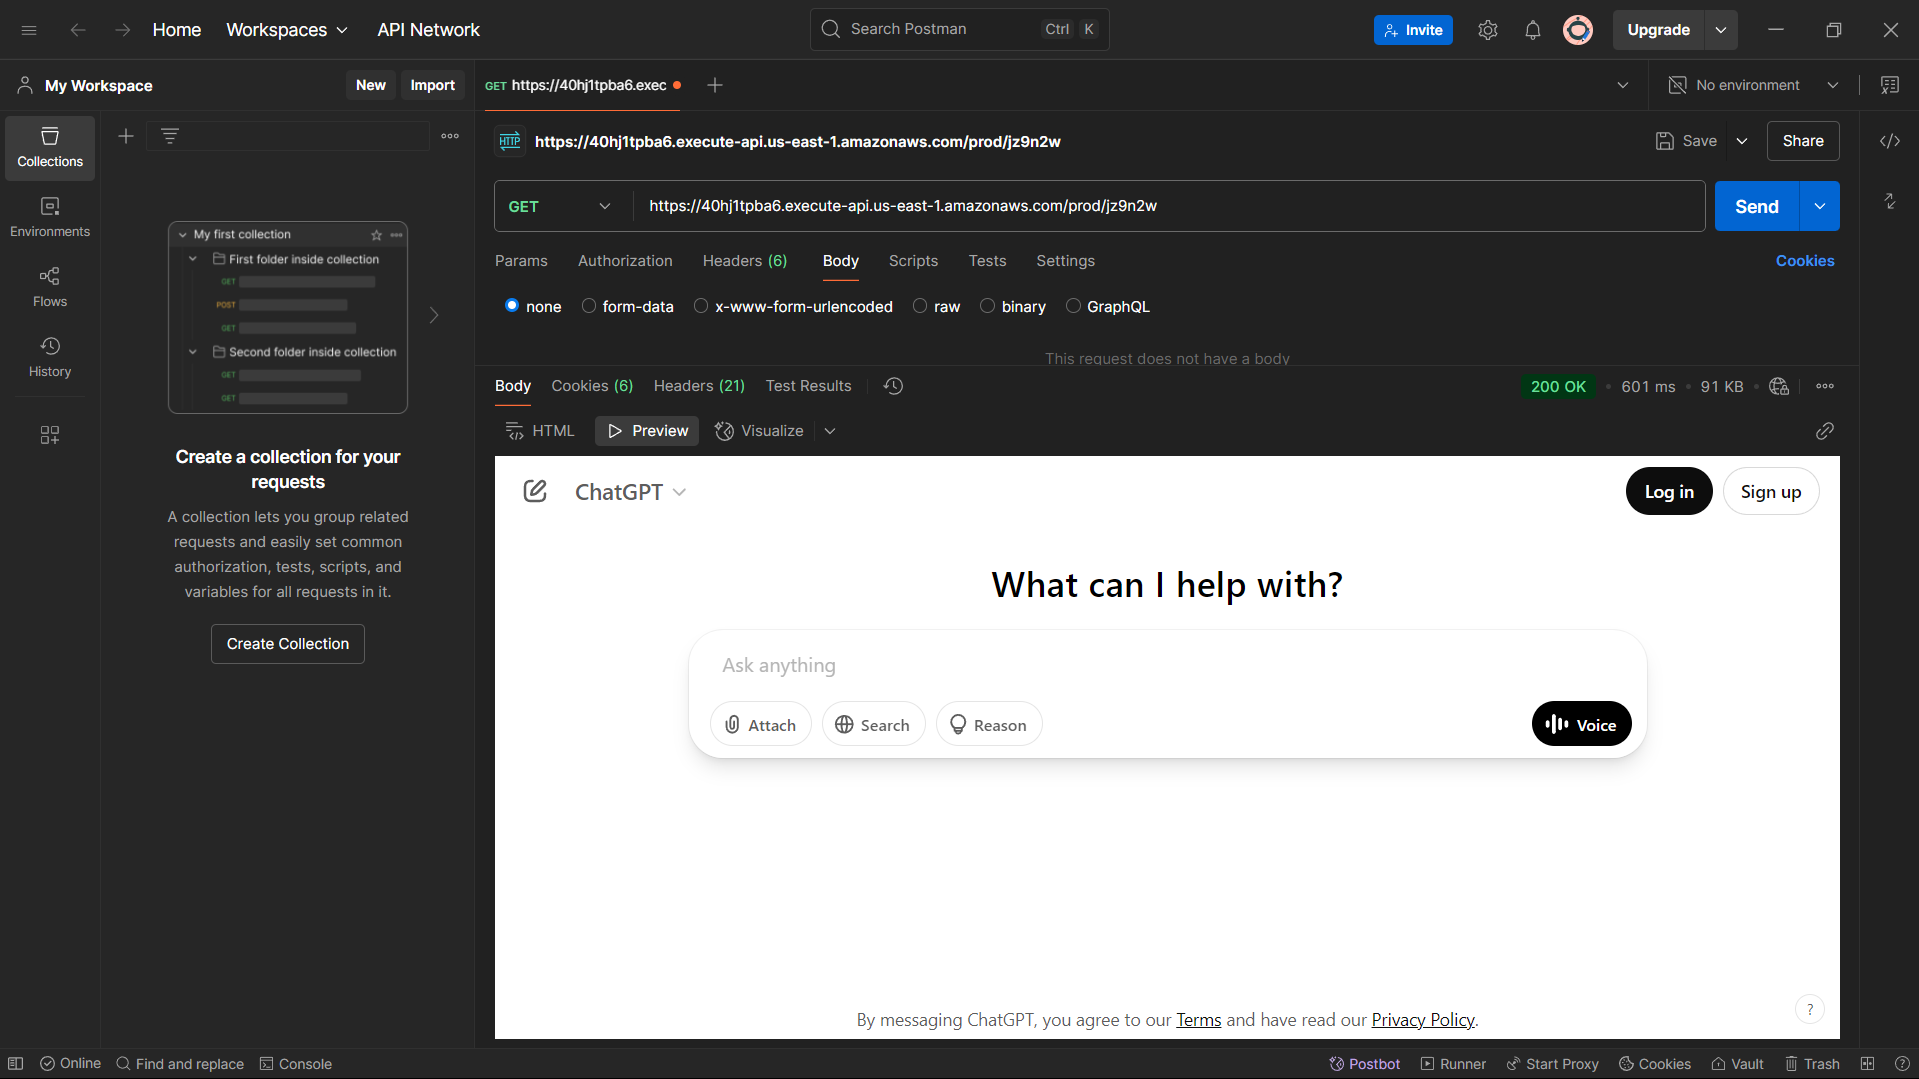 Home
Workspaces
API Network
Search Postman
Ctrl K
Invite
Upgrade
My Workspace
New
Import
GET https://40hj1tpba6.exec
No environment
Collections
Environments
Flows
History
My first collection
First folder inside collection
GET
POST
GET
Second folder inside collection
GET
GET
Create a collection for your
requests
A collection lets you group related
requests and easily set common
authorization, tests, scripts, and
variables for all requests in it.
Create Collection
HTTP
https://40hj1tpba6.execute-api.us-east-1.amazonaws.com/prod/jz9n2w
Save
Share
GET
https://40hj1tpba6.execute-api.us-east-1.amazonaws.com/prod/jz9n2w
Send
Params Authorization Headers (6) Body Scripts Tests Settings
Cookies
none form-data x-www-form-urlencoded raw binary GraphQL
This request does not have a body
Body Cookies (6) Headers (21) Test Results
200 OK • 601 ms • 91 KB
HTML Preview Visualize
ChatGPT
Log in
Sign up
What can I help with?
Ask anything
Attach Search Reason
Voice
By messaging ChatGPT, you agree to our Terms and have read our Privacy Policy.
?
Online Find and replace Console
Postbot Runner Start Proxy Cookies Vault Trash